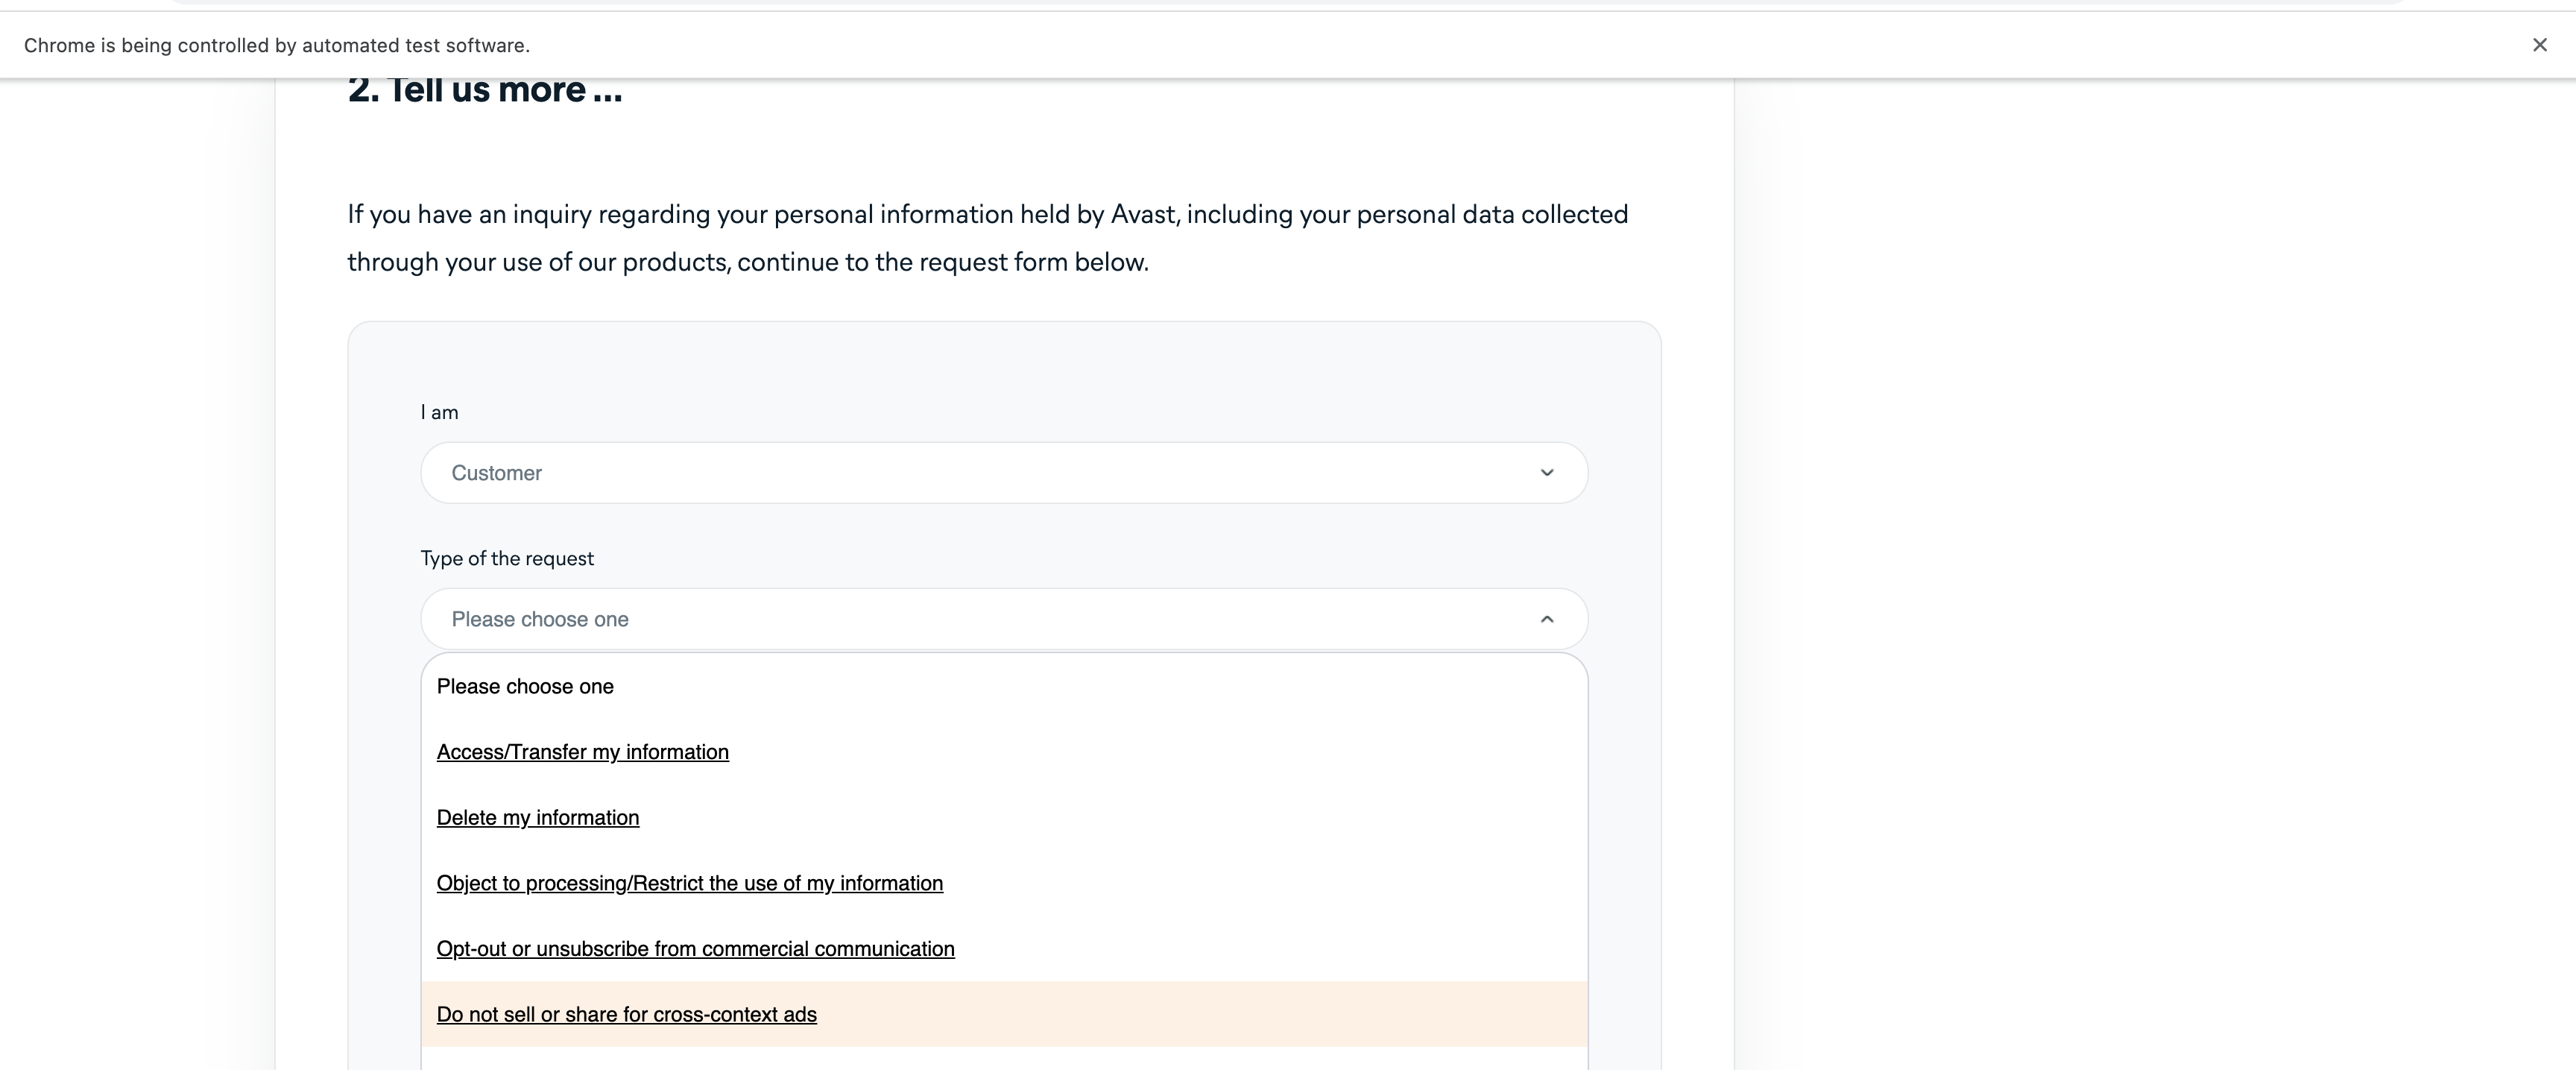 Chrome is being controlled by automated test software.
2. Tell us more ...
If you have an inquiry regarding your personal information held by Avast, including your personal data collected
through your use of our products, continue to the request form below.
I am
Customer
Type of the request
Please choose one
Please choose one
Access/Transfer my information
Delete my information
Object to processing/Restrict the use of my information
Opt-out or unsubscribe from commercial communication
Do not sell or share for cross-context ads